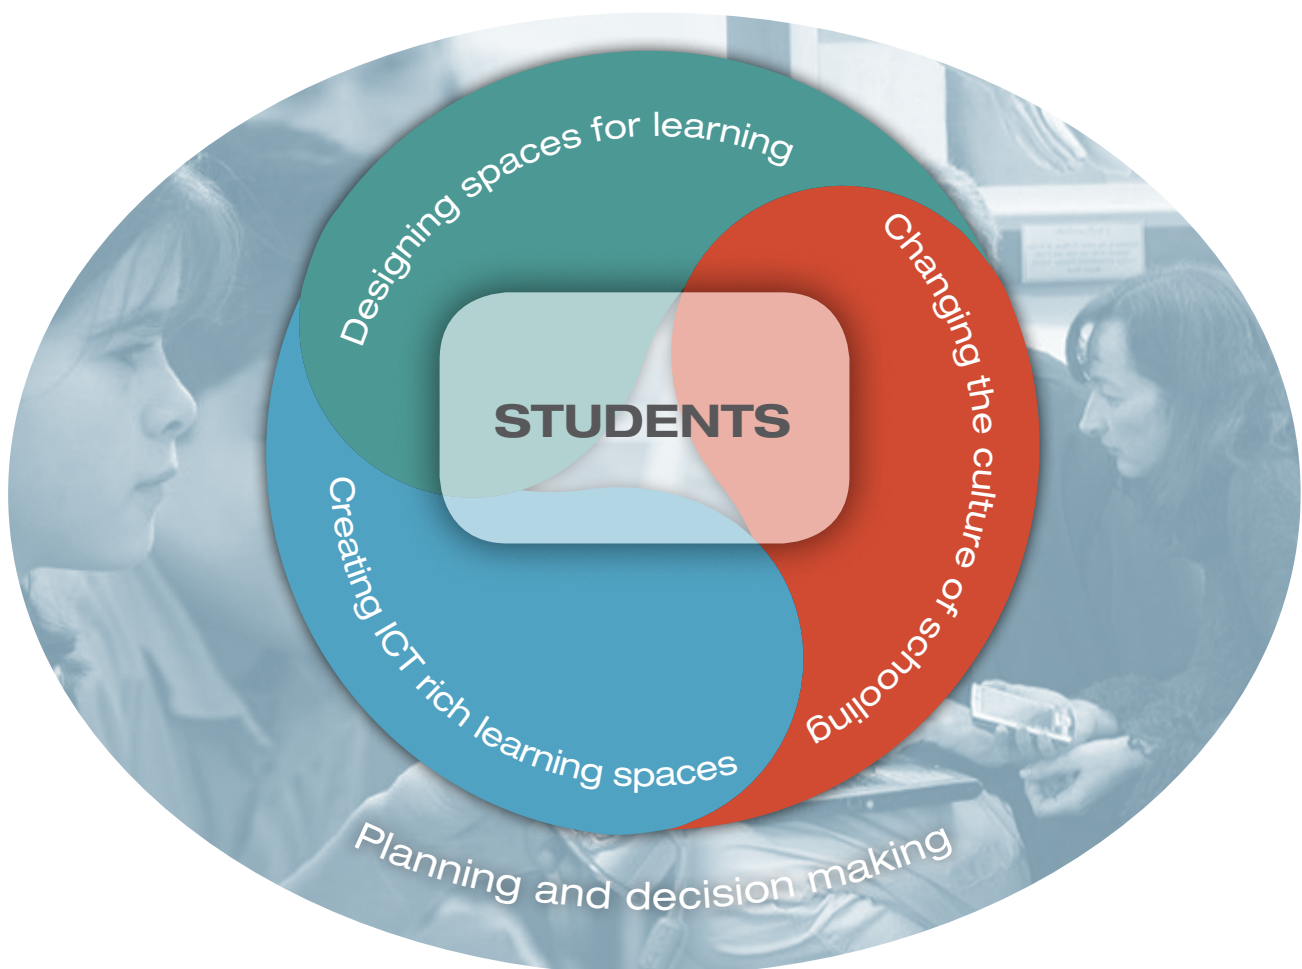 Designing spaces for learning
Changing the culture of schooling
STUDENTS
Creating ICT rich learning spaces
Planning and decision making